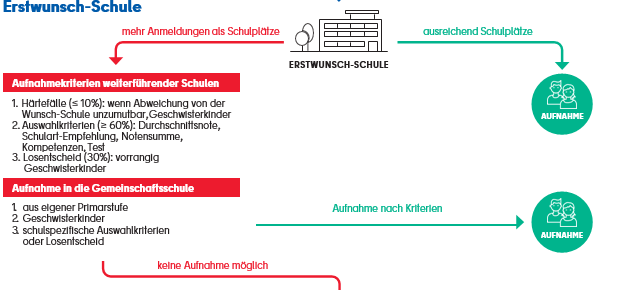 Erstwunsch-Schule
mehr Anmeldungen als Schulplätze
ausreichend Schulplätze
ERSTWUNSCH-SCHULE
Aufnahmekriterien weiterführender Schulen
1. Härtefälle (≤ 10%): wenn Abweichung von der
Wunsch-Schule unzumutbar,Geschwisterkinder
2. Auswahlkriterien (≥ 60%): Durchschnittsnote,
Schulart-Empfehlung, Notensumme,
Kompetenzen, Test
3. Losentscheid (30%): vorrangig
Geschwisterkinder
AUFNAHME
Aufnahme in die Gemeinschaftsschule
1. aus eigener Primarstufe
2. Geschwisterkinder
3. schulspezifische Auswahlkriterien
oder Losentscheid
Aufnahme nach Kriterien
AUFNAHME
keine Aufnahme möglich